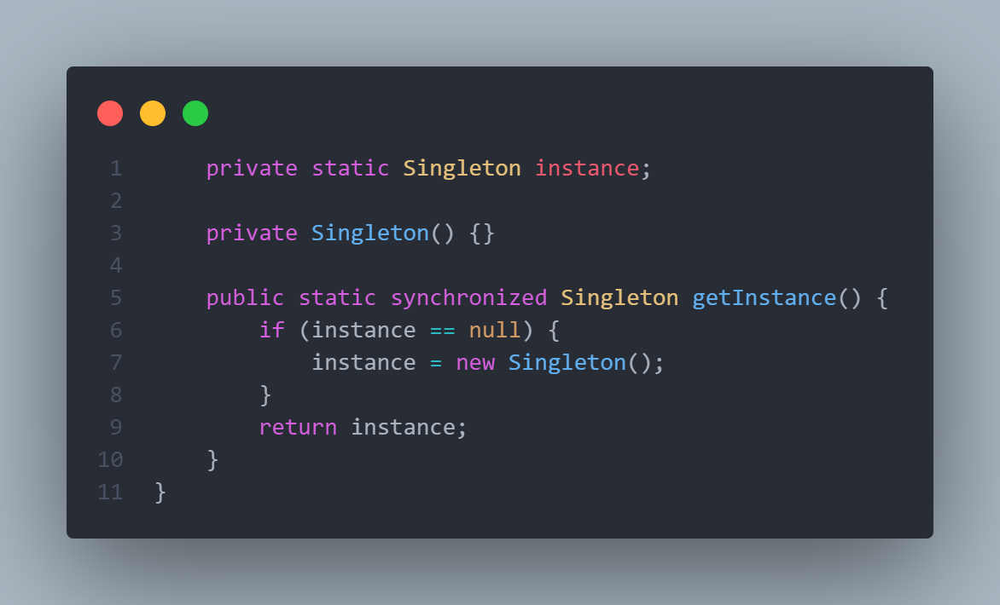 1     private static Singleton instance;
2
3     private Singleton() {}
4
5     public static synchronized Singleton getInstance() {
6         if (instance == null) {
7             instance = new Singleton();
8         }
9         return instance;
10     }
11 }